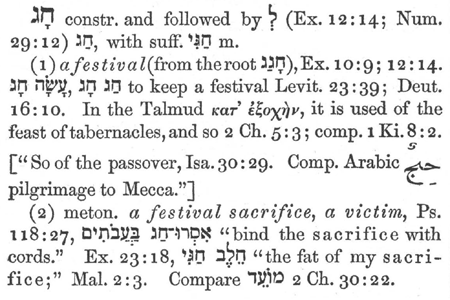 חָג constr. and followed by לְ (Ex. 12:14; Num.
29:12) חַג, with suff. חַגִּי m.
(1) a festival (from the root חָגַג), Ex. 10:9; 12:14.
חַג חָג, עָשָׂה חָג to keep a festival Levit. 23:39; Deut.
16:10. In the Talmud κατ’ ἐξοχὴν, it is used of the
feast of tabernacles, and so 2 Ch. 5:3; comp. 1 Ki. 8:2.
[“So of the passover, Isa. 30:29. Comp. Arabic حج
pilgrimage to Mecca.”]
(2) meton. a festival sacrifice, a victim, Ps.
118:27, אִסְרוּ־חַג בַּעֲבֹתִים “bind the sacrifice with
cords.” Ex. 23:18, חֵלֶב חַגִּי “the fat of my sacri-
fice;” Mal. 2:3. Compare מוֹעֵד 2 Ch. 30:22.